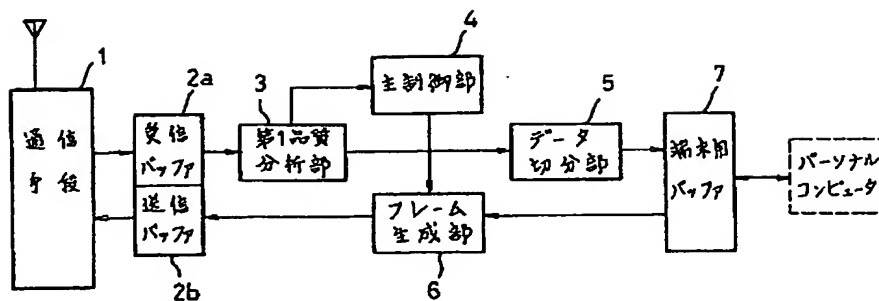 1
通信
手段
2a
受信
バッファ
送信
バッファ
2b
3
第1品質
分析部
4
主制御部
5
データ
切分部
フレーム
生成部
6
7
端末用
バッファ
パーソナル
コンピュータ